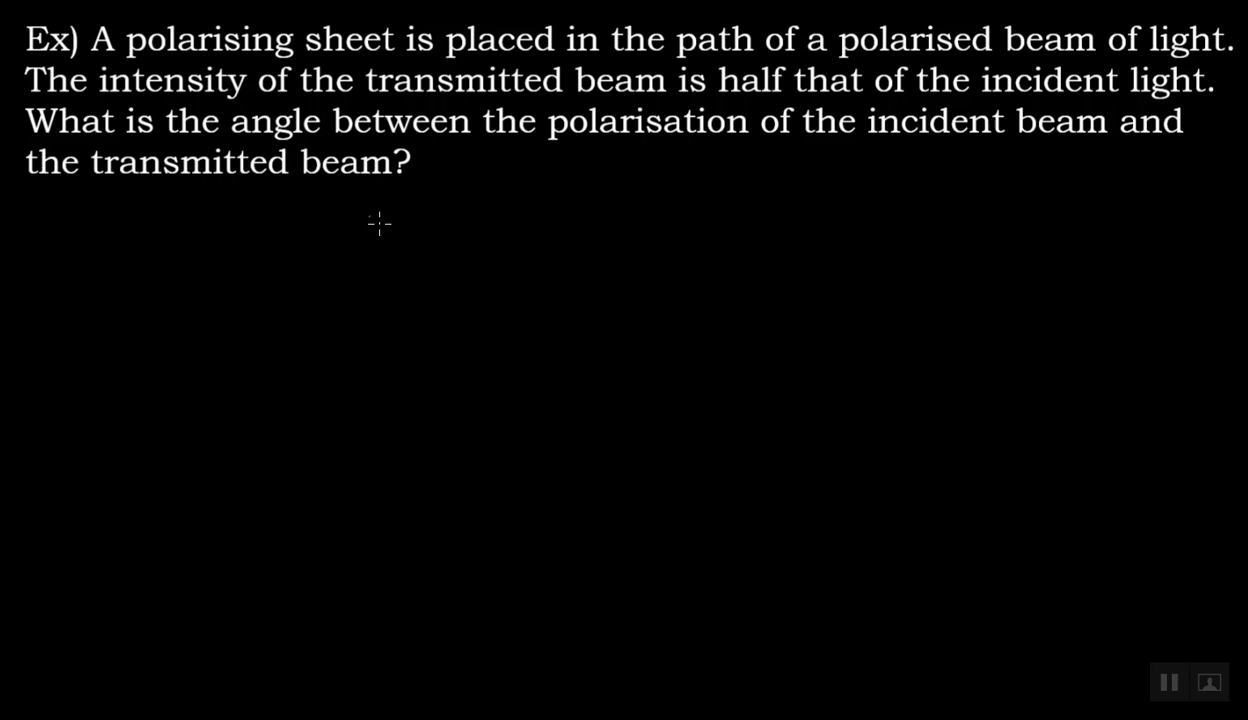 Ex) A polarising sheet is placed in the path of a polarised beam of light.
The intensity of the transmitted beam is half that of the incident light.
What is the angle between the polarisation of the incident beam and
the transmitted beam?